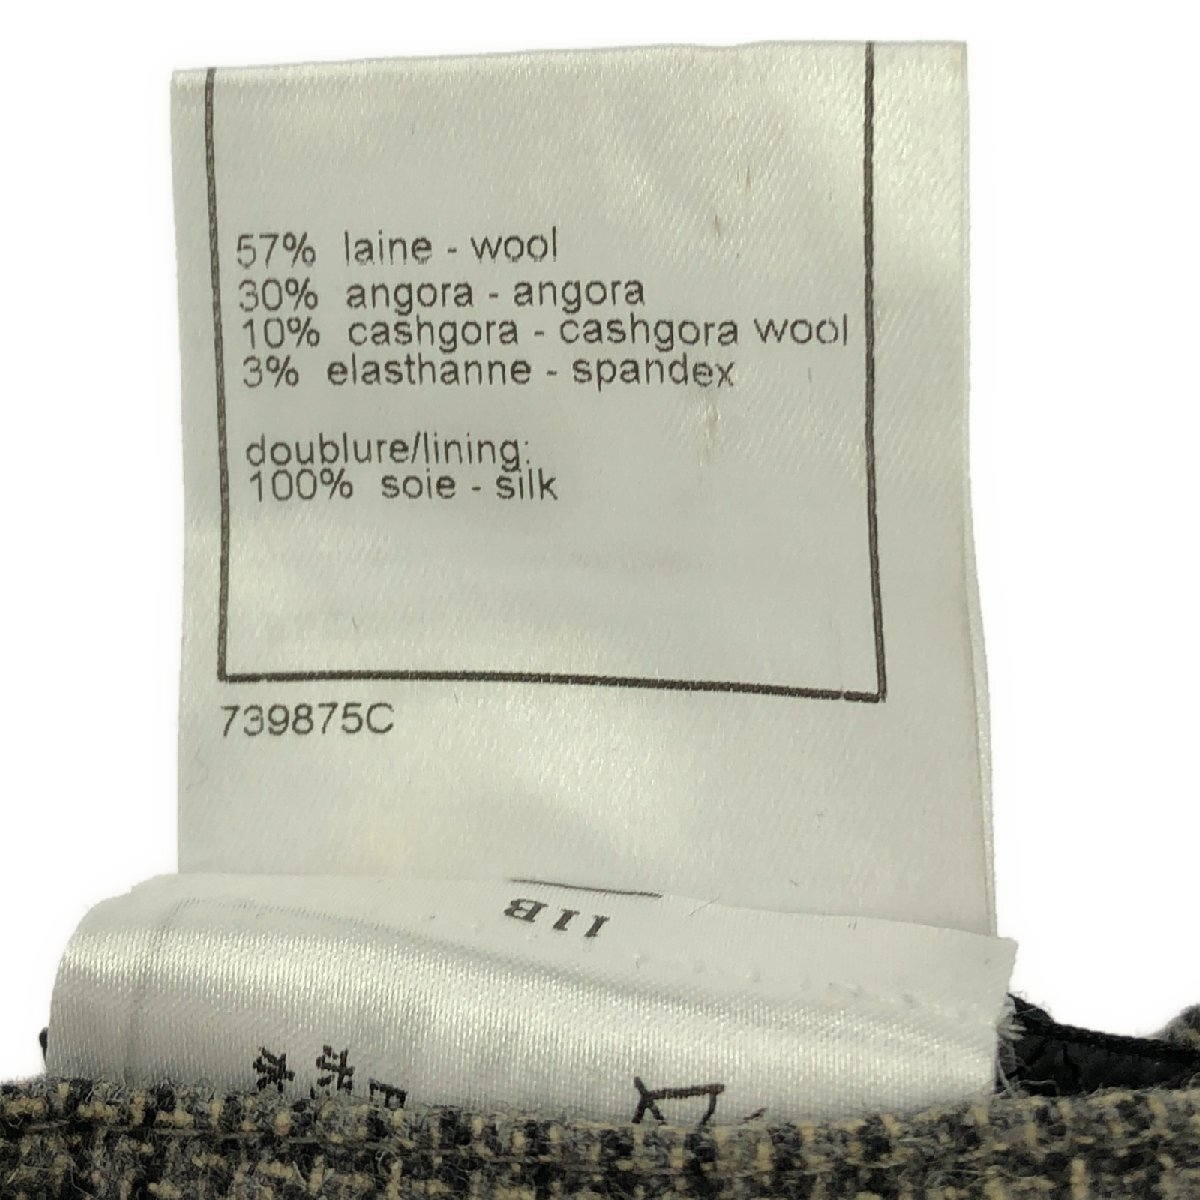 57% laine - wool
30% angora - angora
10% cashgora - cashgora wool
3% elasthanne - spandex
doublure/lining:
100% soie - silk
739875C
11B